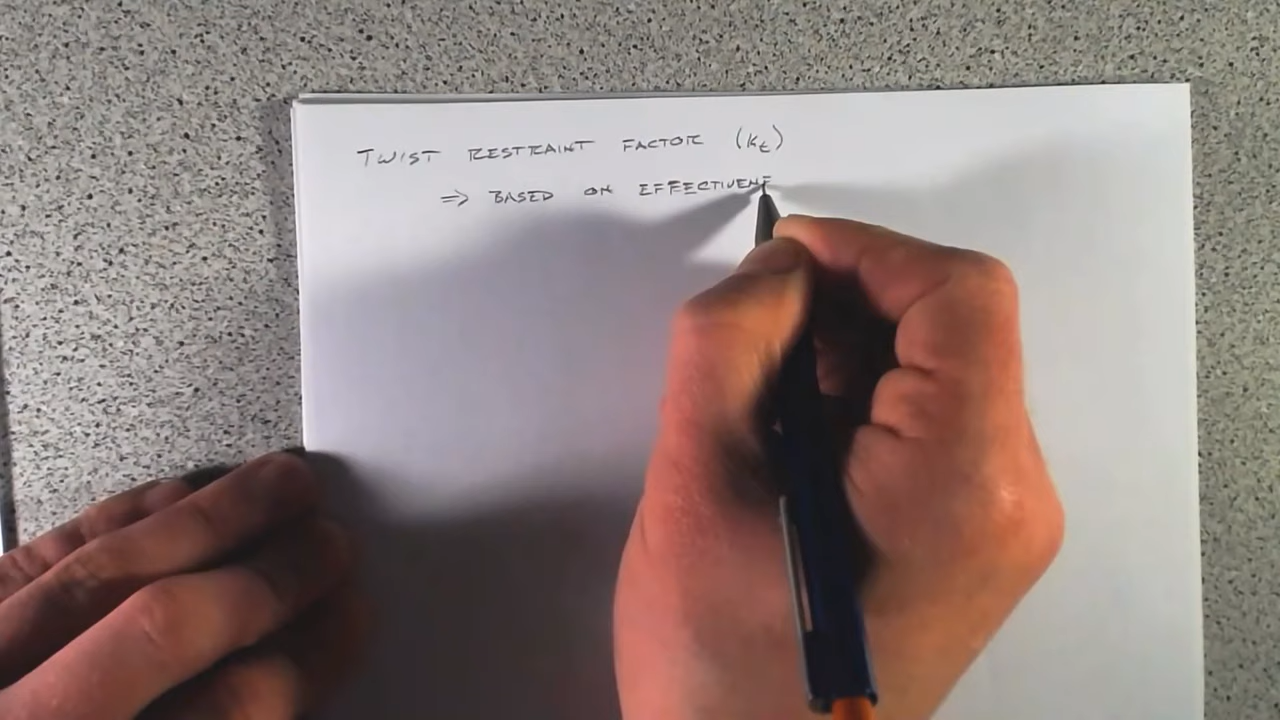 TWIST RESTRAINT FACTOR (kt)
⇒ BASED ON EFFECTIVENE